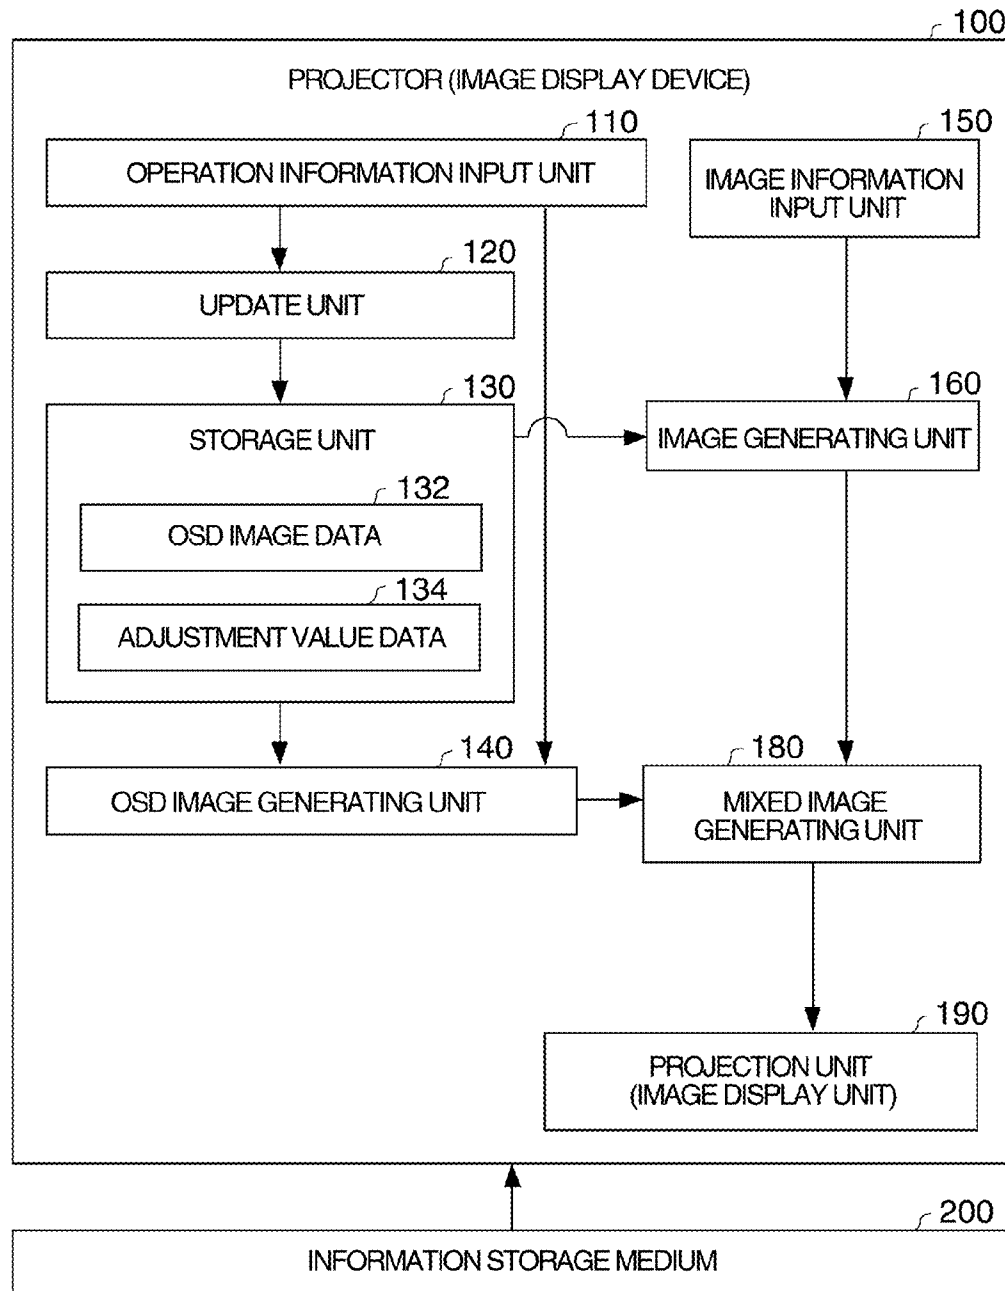 100
PROJECTOR (IMAGE DISPLAY DEVICE)
110
OPERATION INFORMATION INPUT UNIT
150
IMAGE INFORMATION
INPUT UNIT
120
UPDATE UNIT
130
STORAGE UNIT
160
IMAGE GENERATING UNIT
132
OSD IMAGE DATA
134
ADJUSTMENT VALUE DATA
140
OSD IMAGE GENERATING UNIT
180
MIXED IMAGE
GENERATING UNIT
190
PROJECTION UNIT
(IMAGE DISPLAY UNIT)
200
INFORMATION STORAGE MEDIUM